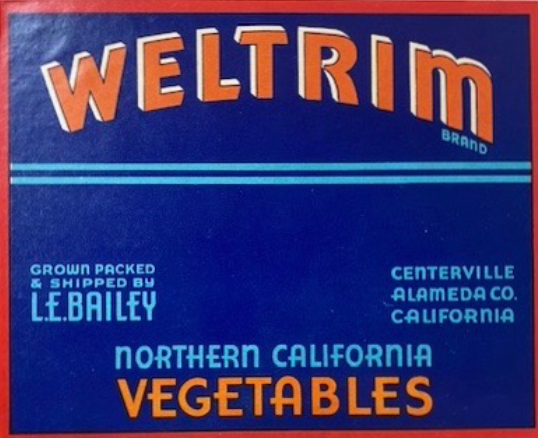 WELTRIM
BRAND
GROWN PACKED
& SHIPPED BY
L.E.BAILEY
CENTERVILLE
ALAMEDA CO.
CALIFORNIA
NORTHERN CALIFORNIA
VEGETABLES